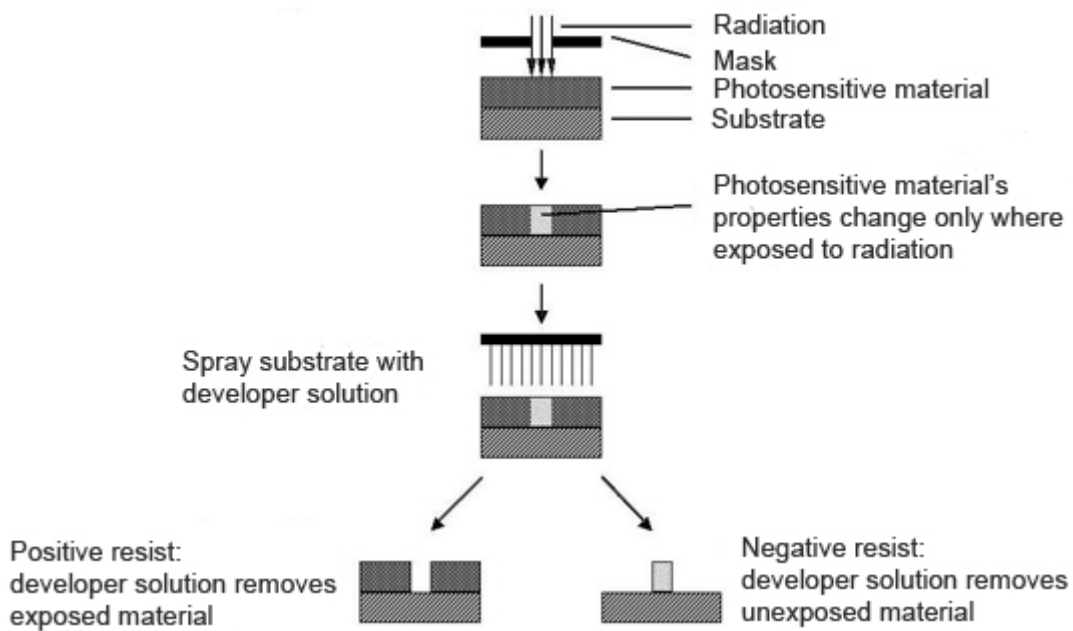 Radiation
Mask
Photosensitive material
Substrate
Photosensitive material's
properties change only where
exposed to radiation
Spray substrate with
developer solution
Positive resist:
developer solution removes
exposed material
Negative resist:
developer solution removes
unexposed material